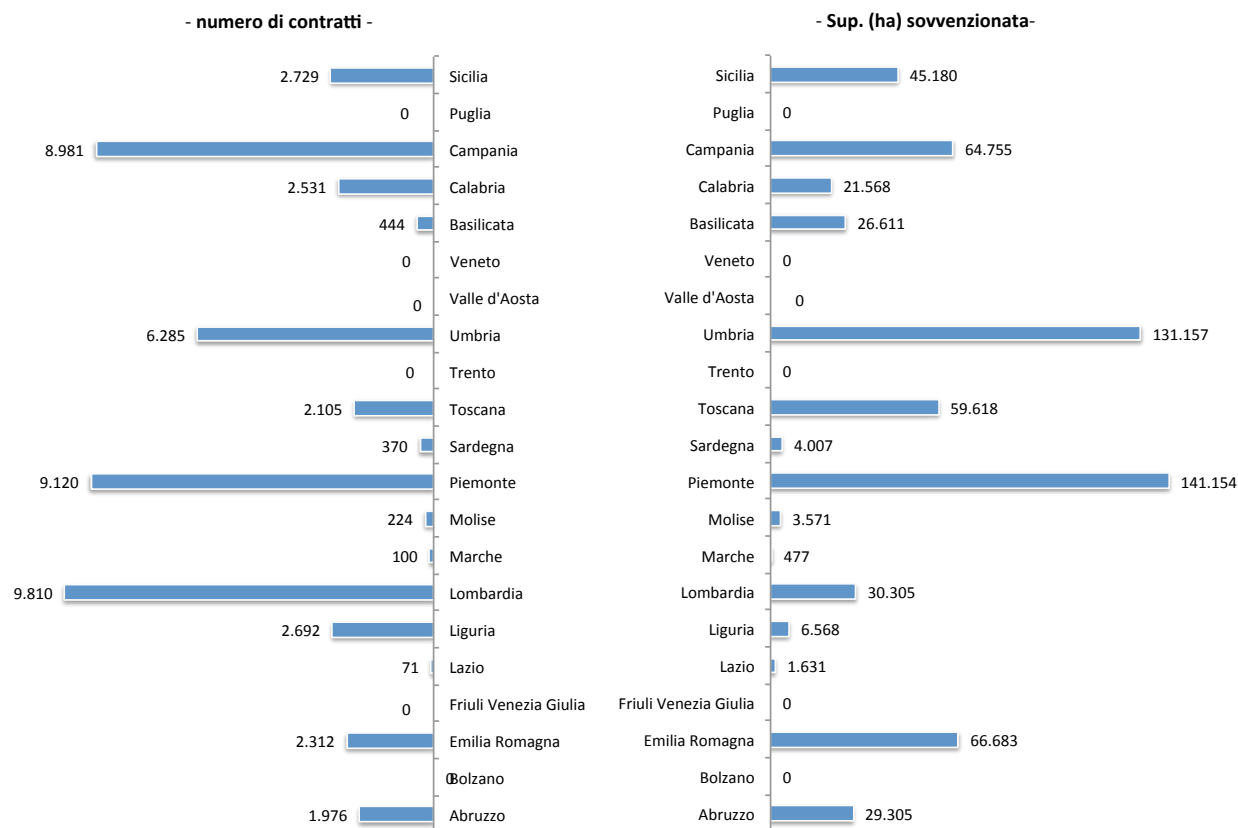 - numero di contratti -
2.729 Sicilia
0 Puglia
8.981 Campania
2.531 Calabria
444 Basilicata
0 Veneto
0 Valle d'Aosta
6.285 Umbria
0 Trento
2.105 Toscana
370 Sardegna
9.120 Piemonte
224 Molise
100 Marche
9.810 Lombardia
2.692 Liguria
71 Lazio
0 Friuli Venezia Giulia
2.312 Emilia Romagna
0 Bolzano
1.976 Abruzzo
- Sup. (ha) sovvenzionata-
Sicilia 45.180
Puglia 0
Campania 64.755
Calabria 21.568
Basilicata 26.611
Veneto 0
Valle d'Aosta 0
Umbria 131.157
Trento 0
Toscana 59.618
Sardegna 4.007
Piemonte 141.154
Molise 3.571
Marche 477
Lombardia 30.305
Liguria 6.568
Lazio 1.631
Friuli Venezia Giulia 0
Emilia Romagna 66.683
Bolzano 0
Abruzzo 29.305